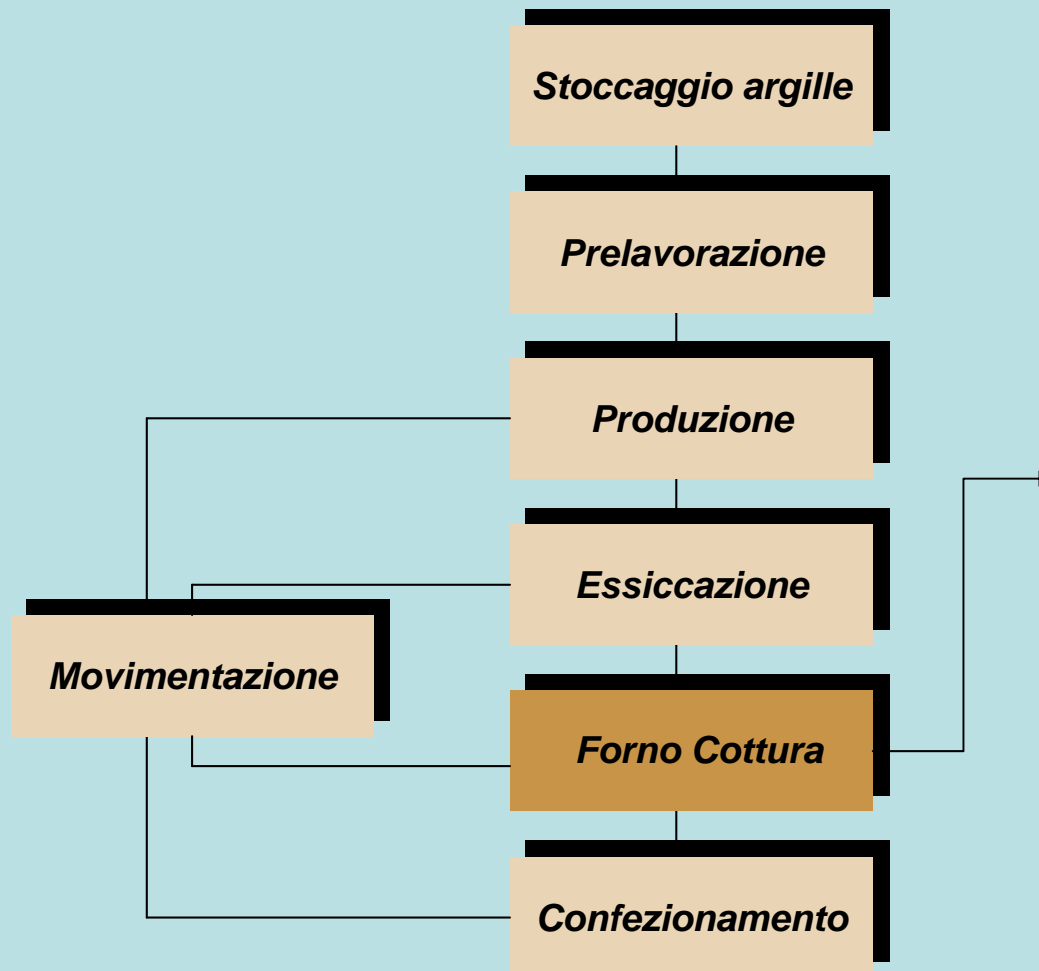 Stoccaggio argille
Prelavorazione
Produzione
Essiccazione
Movimentazione
Forno Cottura
Confezionamento